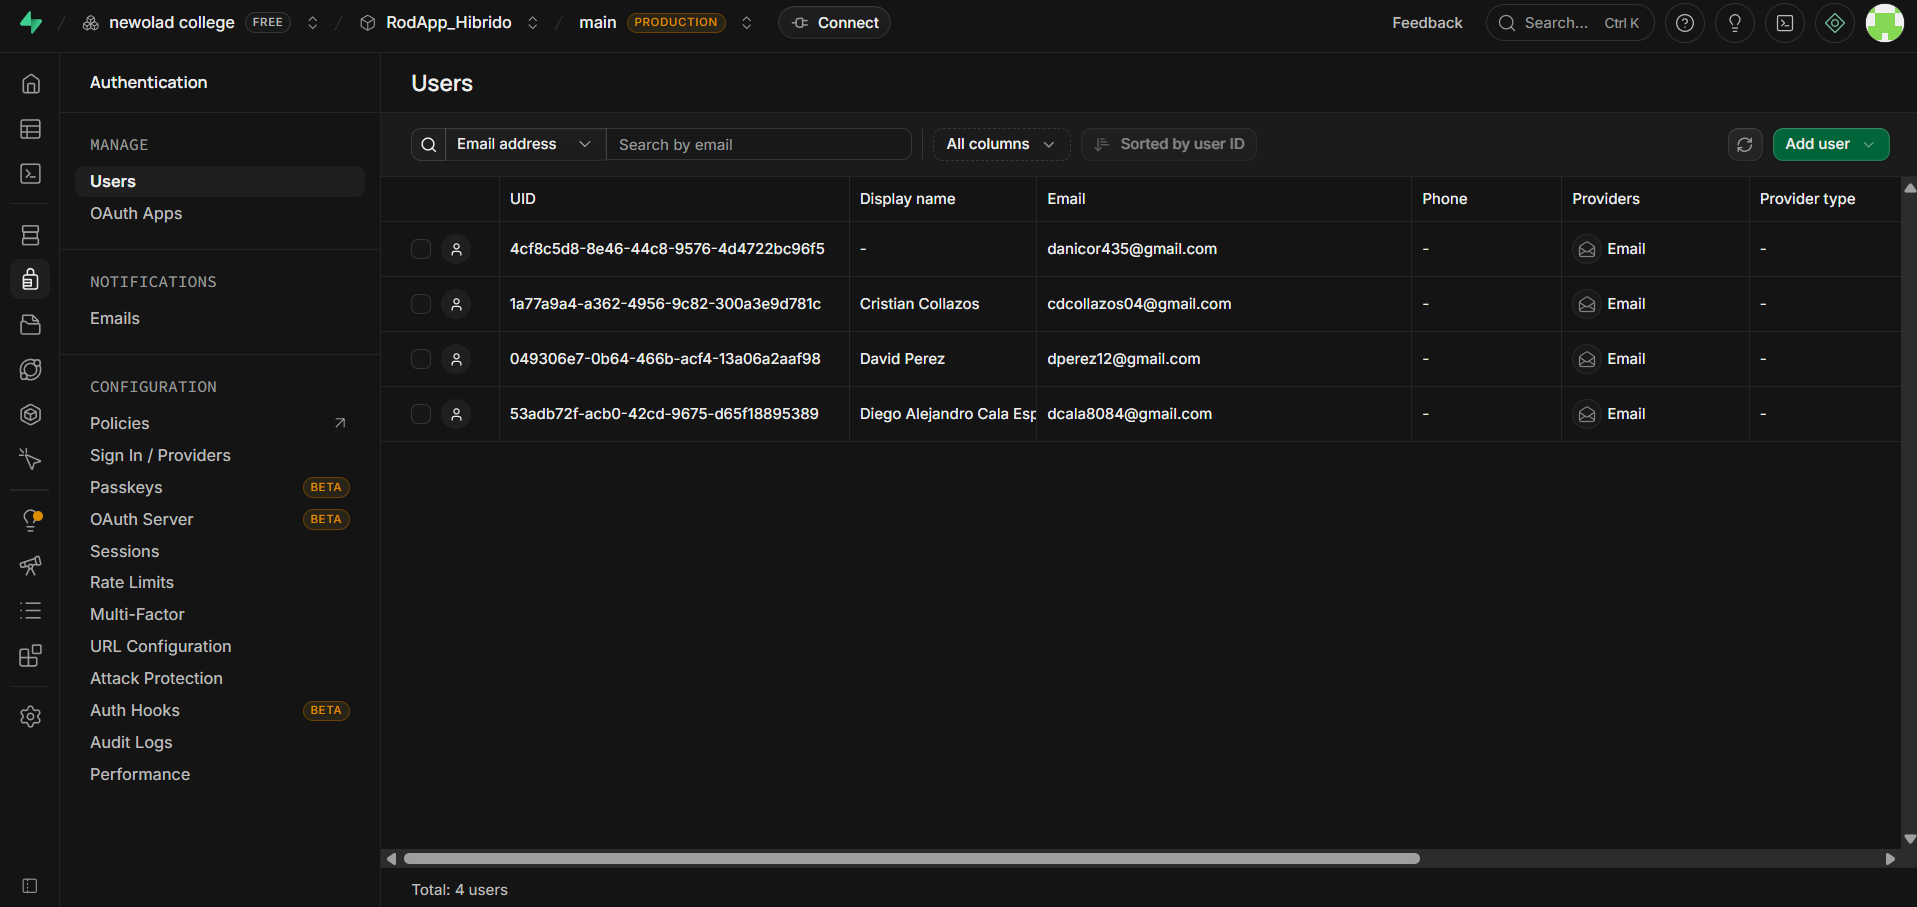 newolad college FREE RodApp_Hibrido main PRODUCTION Connect Feedback Search... Ctrl K
Authentication
MANAGE
Users
OAuth Apps
NOTIFICATIONS
Emails
CONFIGURATION
Policies
Sign In / Providers
Passkeys BETA
OAuth Server BETA
Sessions
Rate Limits
Multi-Factor
URL Configuration
Attack Protection
Auth Hooks BETA
Audit Logs
Performance
Users
Email address Search by email All columns Sorted by user ID Add user
UID Display name Email Phone Providers Provider type
4cf8c5d8-8e46-44c8-9576-4d4722bc96f5 - danicor435@gmail.com - Email -
1a77a9a4-a362-4956-9c82-300a3e9d781c Cristian Collazos cdcollazos04@gmail.com - Email -
049306e7-0b64-466b-acf4-13a06a2aaf98 David Perez dperez12@gmail.com - Email -
53adb72f-acb0-42cd-9675-d65f18895389 Diego Alejandro Cala Esp dcala8084@gmail.com - Email -
Total: 4 users